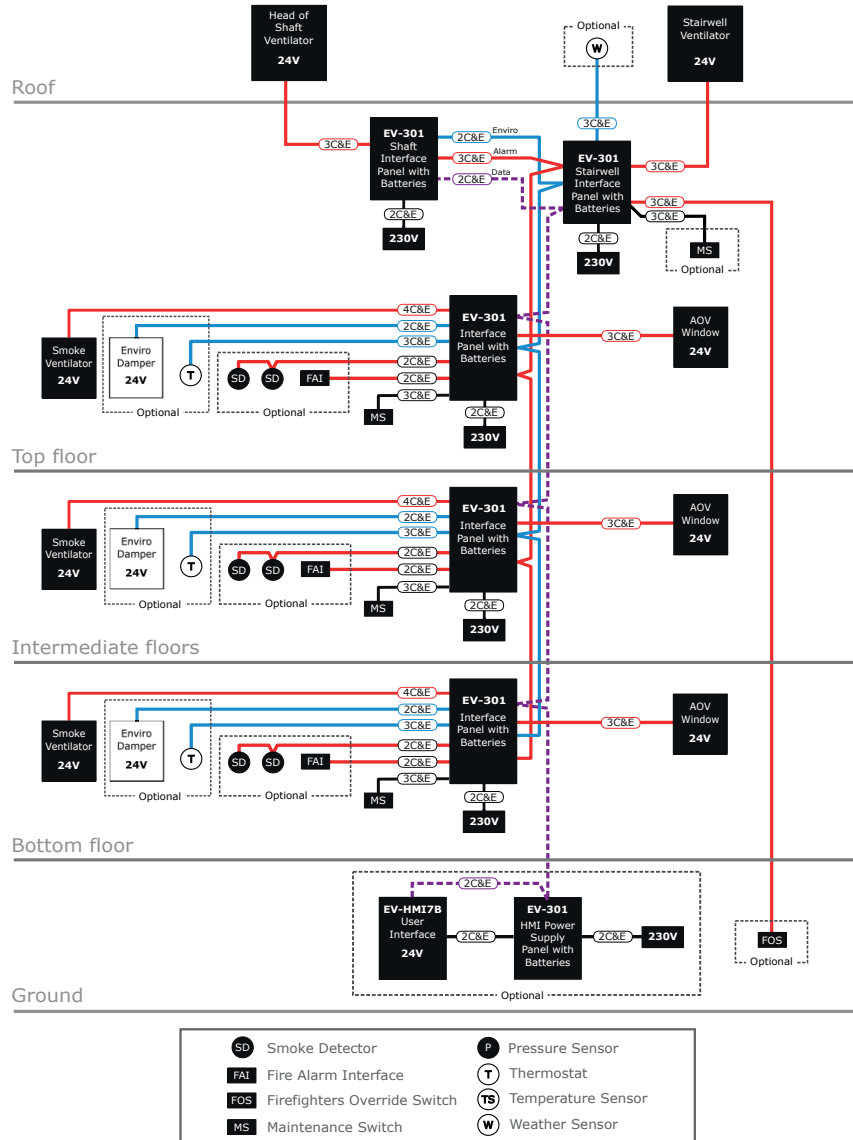 Head of
Shaft
Ventilator
24V
Optional
W
Stairwell
Ventilator
24V
Roof
3C&E
3C&E
EV-301
Shaft
Interface
Panel with
Batteries
2C&E
Enviro
3C&E
Alarm
2C&E
Data
EV-301
Stairwell
Interface
Panel with
Batteries
3C&E
3C&E
3C&E
2C&E
230V
2C&E
230V
MS
Optional
4C&E
2C&E
3C&E
2C&E
2C&E
3C&E
EV-301
Interface
Panel with
Batteries
3C&E
AOV
Window
24V
Smoke
Ventilator
24V
Enviro
Damper
24V
T
Optional
SD
SD
FAI
Optional
MS
2C&E
230V
Top floor
4C&E
2C&E
3C&E
2C&E
2C&E
3C&E
EV-301
Interface
Panel with
Batteries
3C&E
AOV
Window
24V
Smoke
Ventilator
24V
Enviro
Damper
24V
T
Optional
SD
SD
FAI
Optional
MS
2C&E
230V
Intermediate floors
4C&E
2C&E
3C&E
2C&E
2C&E
3C&E
EV-301
Interface
Panel with
Batteries
3C&E
AOV
Window
24V
Smoke
Ventilator
24V
Enviro
Damper
24V
T
Optional
SD
SD
FAI
Optional
MS
2C&E
230V
Bottom floor
2C&E
EV-HMI7B
User
Interface
24V
2C&E
EV-301
HMI Power
Supply
Panel with
Batteries
2C&E
230V
Optional
FOS
Optional
Ground
SD Smoke Detector
FAI Fire Alarm Interface
FOS Firefighters Override Switch
MS Maintenance Switch
P Pressure Sensor
T Thermostat
TS Temperature Sensor
W Weather Sensor